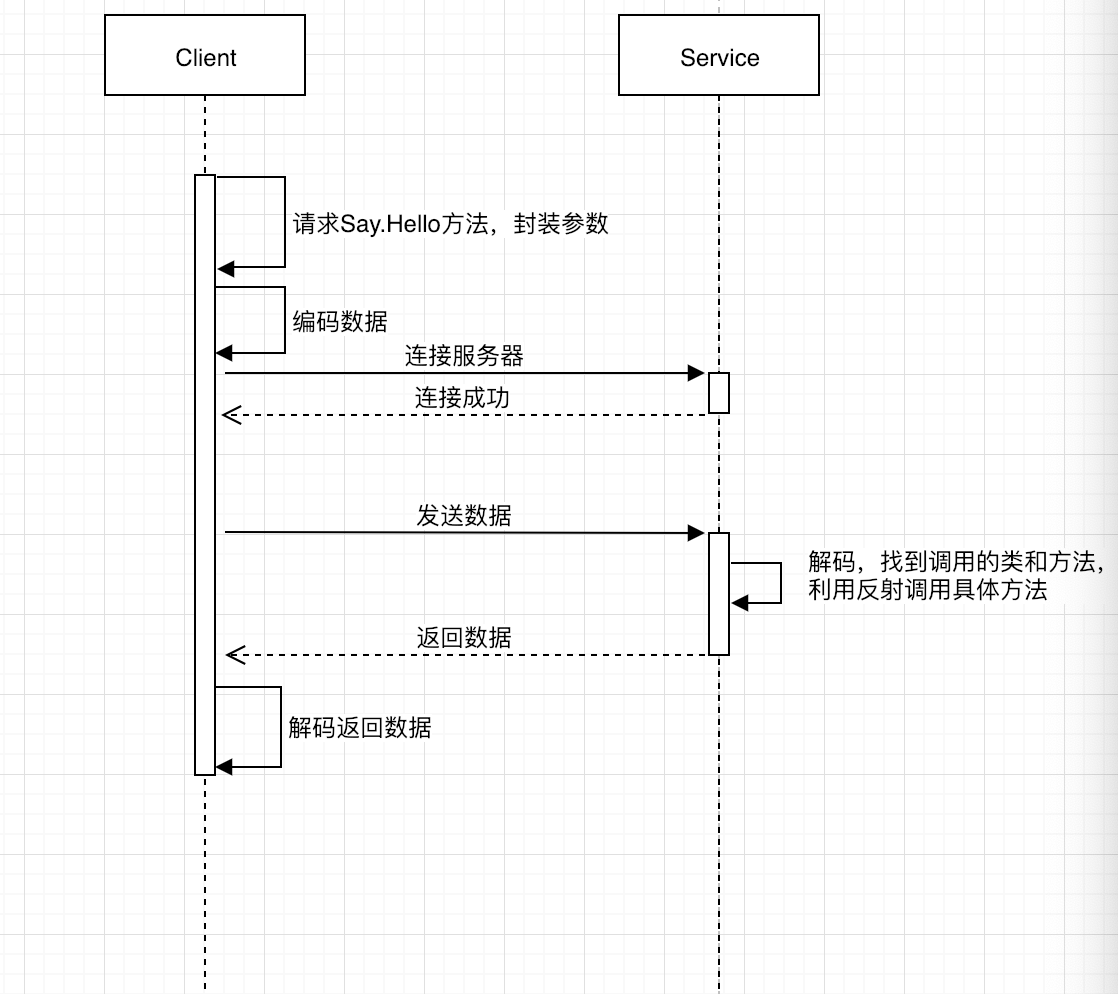 Client
Service
请求Say.Hello方法，封装参数
编码数据
连接服务器
连接成功
发送数据
解码，找到调用的类和方法，
利用反射调用具体方法
返回数据
解码返回数据